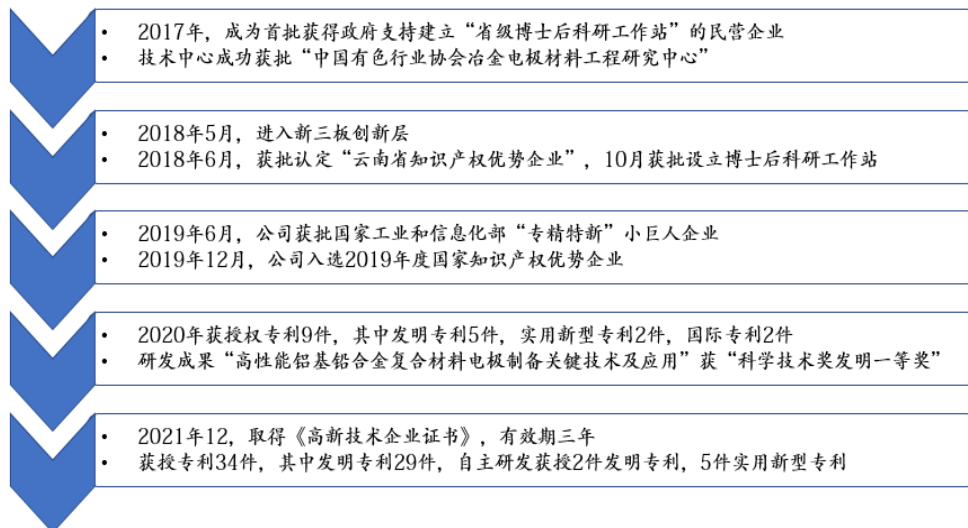 • 2017年，成为首批获得政府支持建立“省级博士后科研工作站”的民营企业
• 技术中心成功获批“中国有色行业协会冶金电极材料工程研究中心”
• 2018年5月，进入新三板创新层
• 2018年6月，获批认定“云南省知识产权优势企业”，10月获批设立博士后科研工作站
• 2019年6月，公司获批国家工业和信息化部“专精特新”小巨人企业
• 2019年12月，公司入选2019年度国家知识产权优势企业
• 2020年获授权专利9件，其中发明专利5件，实用新型专利2件，国际专利2件
• 研发成果“高性能铝基铅合金复合材料电极制备关键技术及应用”获“科学技术奖发明一等奖”
• 2021年12，取得《高新技术企业证书》，有效期三年
• 获授专利34件，其中发明专利29件，自主研发获授2件发明专利，5件实用新型专利